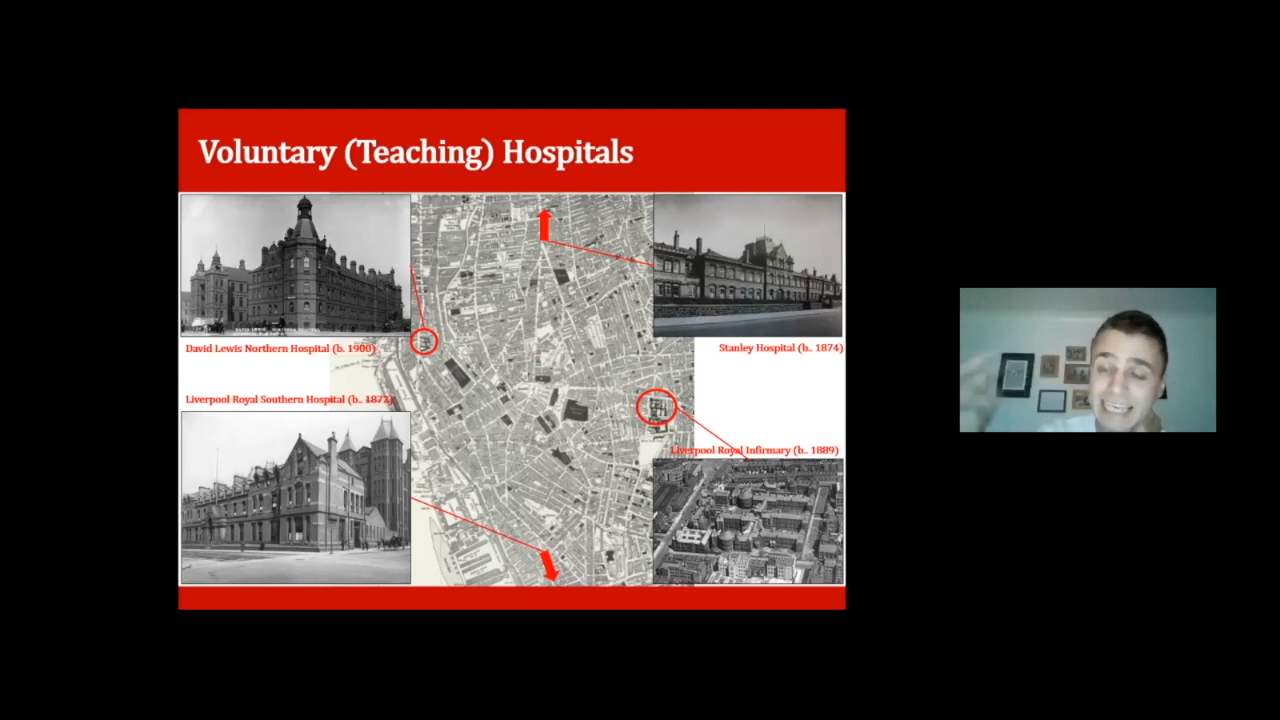 Voluntary (Teaching) Hospitals
David Lewis Northern Hospital (b. 1900)
Stanley Hospital (b.. 1874)
Liverpool Royal Southern Hospital (b.. 1872)
Liverpool Royal Infirmary (b.. 1889)